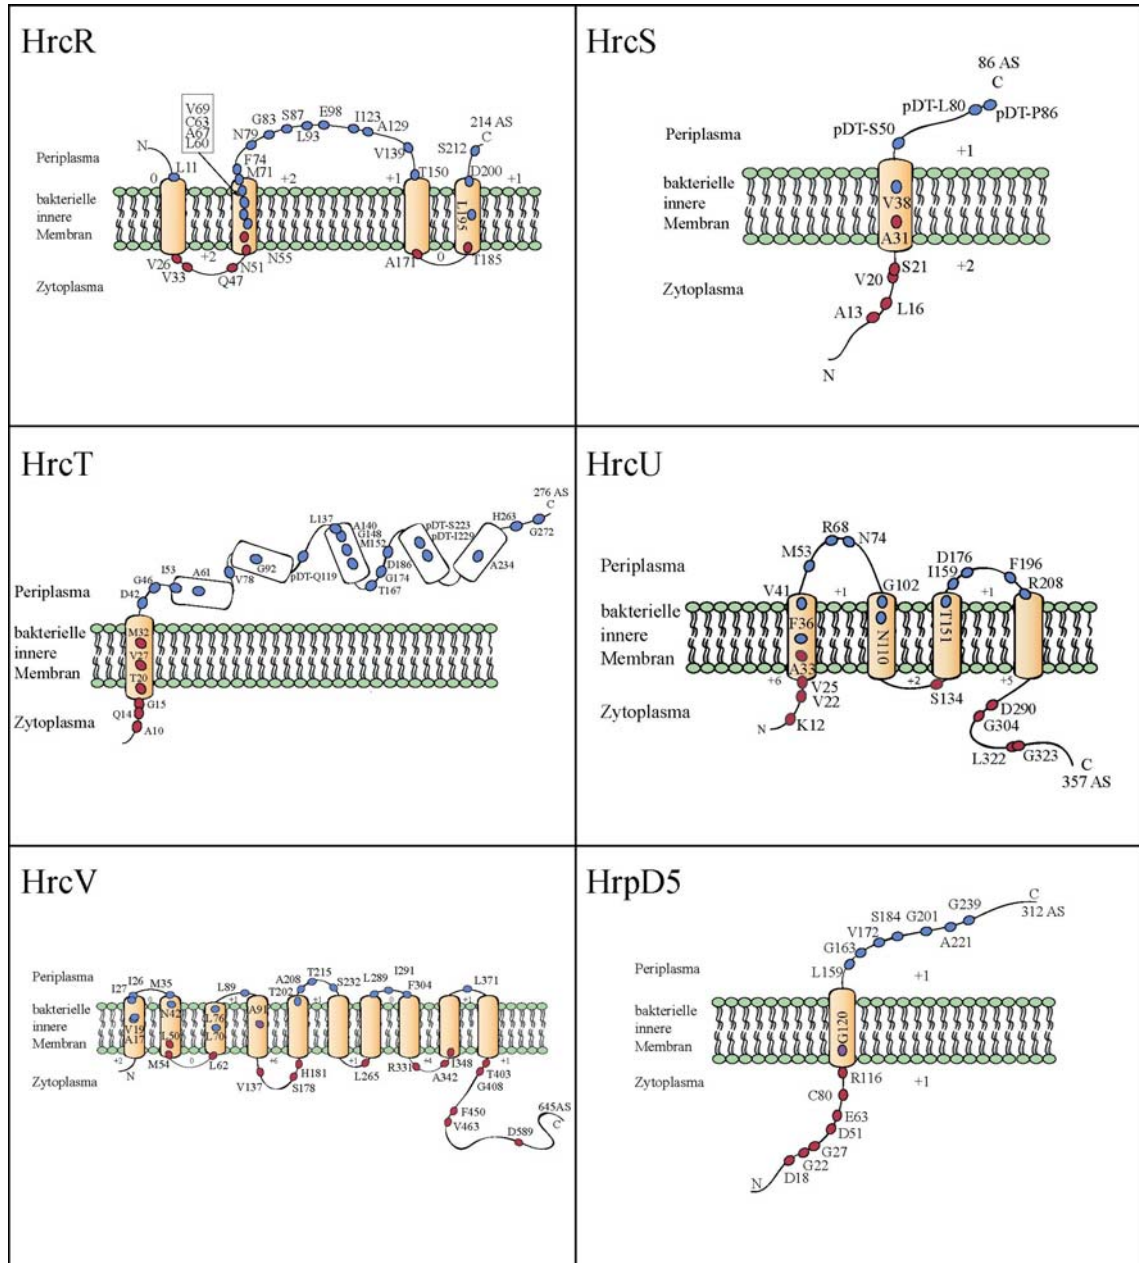 HrcR
V69
C63
A67
L60
N
L11
Periplasma
0
N79
G83
S87
L93
E98
I123
A129
V139
214 AS
C
S212
F74
M71
+2
+1
T150
D200
+1
bakterielle
innere
Membran
L195
V26
V33
+2
Q47
N51
N55
A171
0
T185
Zytoplasma
HrcS
86 AS
C
pDT-L80
pDT-P86
pDT-S50
Periplasma
+1
bakterielle
innere
Membran
V38
A31
S21
+2
V20
Zytoplasma
L16
A13
N
HrcT
276 AS
C
H263
G272
L137
A140
G148
M152
pDT-S223
pDT-I229
D186
G174
T167
A234
I53
A61
G92
pDT-Q119
V78
G46
D42
Periplasma
bakterielle
innere
Membran
M32
V27
T20
G15
Q14
A10
Zytoplasma
HrcU
R68
N74
M53
D176
I159
F196
Periplasma
V41
+1
G102
+1
R208
bakterielle
innere
Membran
F36
N110
T151
A33
+6
V25
V22
+2
S134
+5
Zytoplasma
K12
N
D290
G304
L322
G323
C
357 AS
HrcV
Periplasma
I27
I26
M35
L89
A208
T215
S232
L289
I291
F304
L371
T202
0
+1
+1
0
+1
bakterielle
innere
Membran
V19
A17
N42
L50
L76
L70
A91
+2
N
M54
0
L62
+6
V137
S178
H181
+1
L265
R331
+4
A342
I348
+1
T403
G408
Zytoplasma
F450
V463
D589
645AS
C
HrpD5
C
312 AS
G239
G201
S184
A221
V172
G163
L159
Periplasma
+1
bakterielle
innere
Membran
G120
R116
+1
Zytoplasma
C80
E63
D51
G27
G22
D18
N